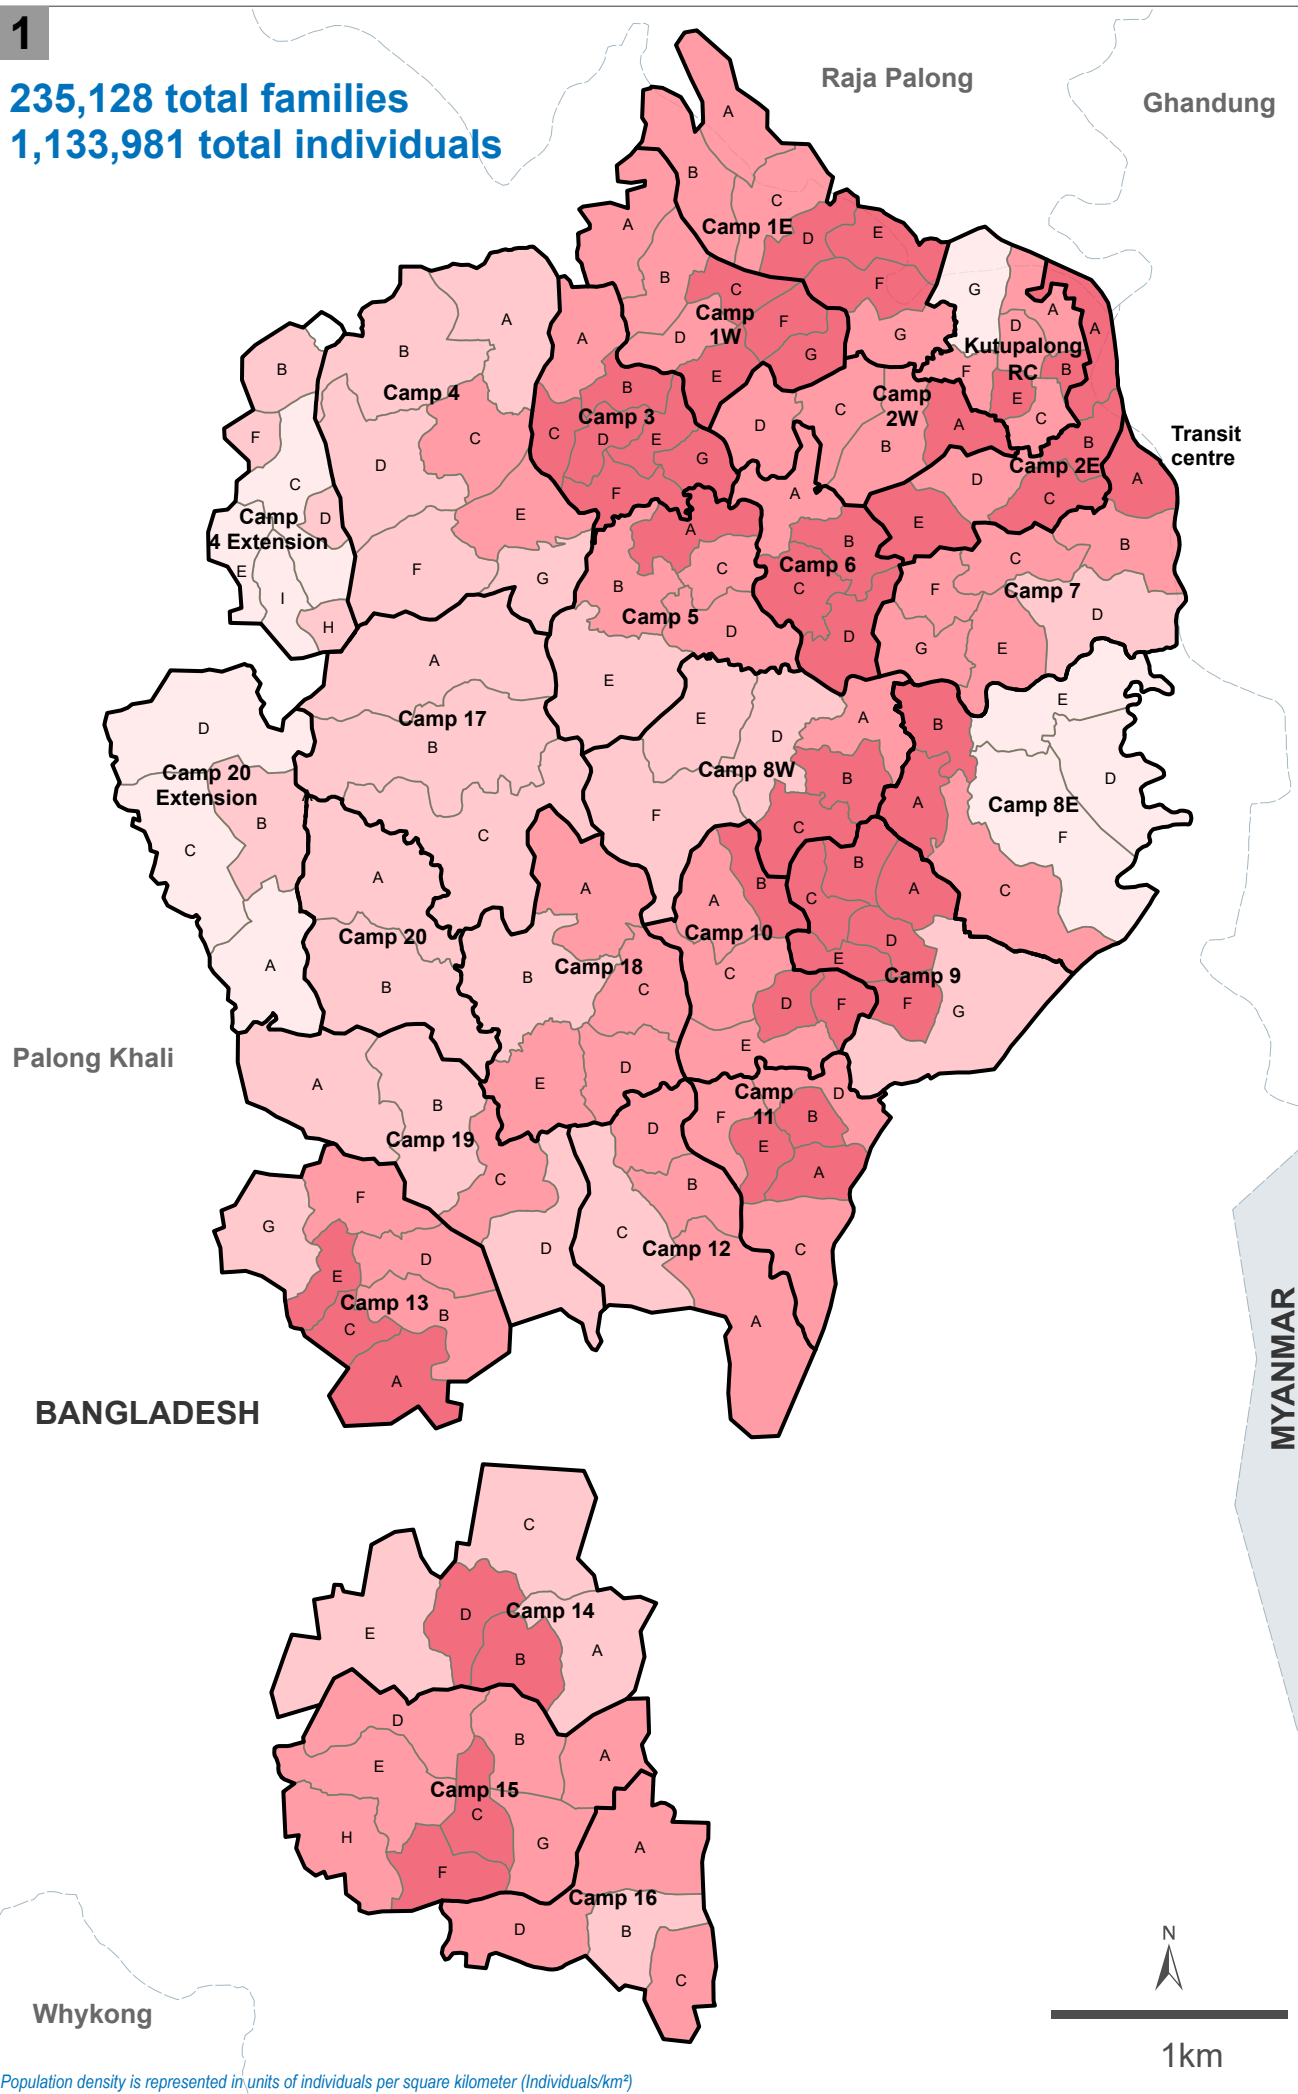 1
235,128 total families
1,133,981 total individuals
Raja Palong
Ghandung
A
B
C
Camp 1E
D
E
F
G
A
B
C
Camp
1W
D
F
G
E
G
A
D
Kutupalong
RC
F
B
E
C
A
B
Camp 2E
D
C
E
Transit
centre
D
C
Camp
2W
B
A
A
B
Camp 3
C
D
E
G
F
A
B
Camp 4
C
D
E
F
G
B
F
C
Camp
4 Extension
D
E
I
H
A
B
C
Camp 5
D
E
A
B
Camp 6
C
D
A
B
C
Camp 7
F
D
G
E
A
Camp 17
B
C
E
D
A
Camp 8W
B
F
C
B
E
A
D
Camp 8E
F
C
D
Camp 20
Extension
A
B
C
A
A
Camp 20
B
A
Camp 18
B
C
E
D
A
B
Camp 10
C
D
F
E
B
C
A
D
E
Camp 9
F
G
Palong Khali
A
B
Camp 19
C
D
D
Camp
11
F
B
E
A
C
D
B
C
Camp 12
A
F
G
D
E
Camp 13
B
C
A
BANGLADESH
MYANMAR
C
Camp 14
D
E
B
A
D
B
A
E
Camp 15
C
H
G
F
A
Camp 16
D
B
C
Whykong
N
1km
Population density is represented in units of individuals per square kilometer (Individuals/km²)